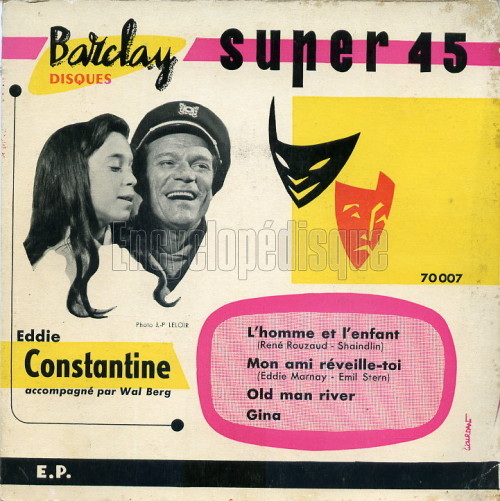 Barclay
DISQUES
super 45
Encyclopédisque
70007
Photo J.-P LELOIR
Eddie
Constantine
accompagné par Wal Berg
L'homme et l'enfant
(René Rouzaud - Shaindlin)
Mon ami réveille-toi
(Eddie Marnay - Emil Stern)
Old man river
Gina
E.P.